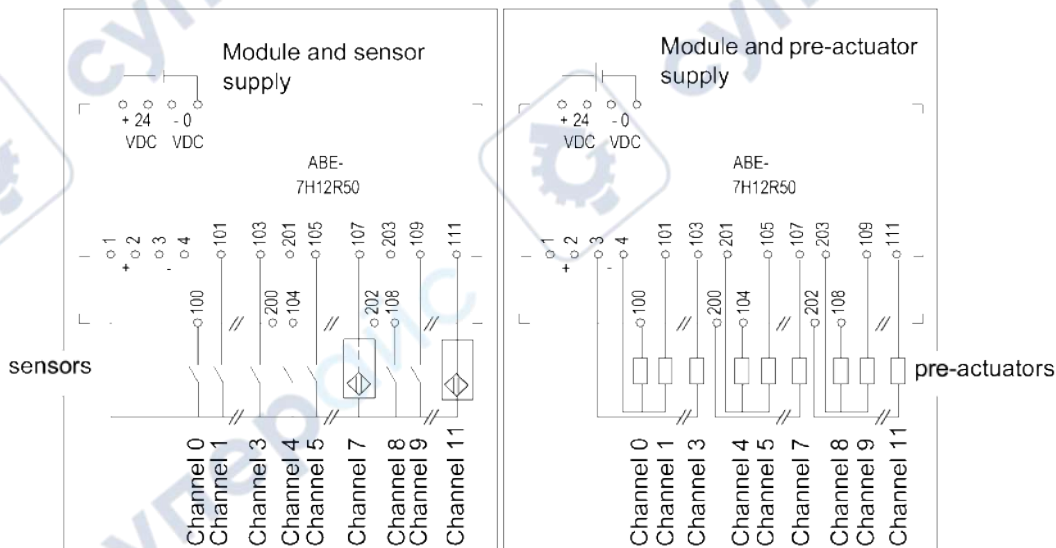 Module and sensor
supply
+ 24 - 0
VDC VDC
ABE-
7H12R50
1 2 3 4 101 103 201 105 107 203 109 111
+ -
100 200 104 202 108
sensors
Channel 0
Channel 1
Channel 3
Channel 4
Channel 5
Channel 7
Channel 8
Channel 9
Channel 11
Module and pre-actuator
supply
+ 24 - 0
VDC VDC
ABE-
7H12R50
1 2 3 4 101 103 201 105 107 203 109 111
+ -
100 200 104 202 108
pre-actuators
Channel 0
Channel 1
Channel 3
Channel 4
Channel 5
Channel 7
Channel 8
Channel 9
Channel 11